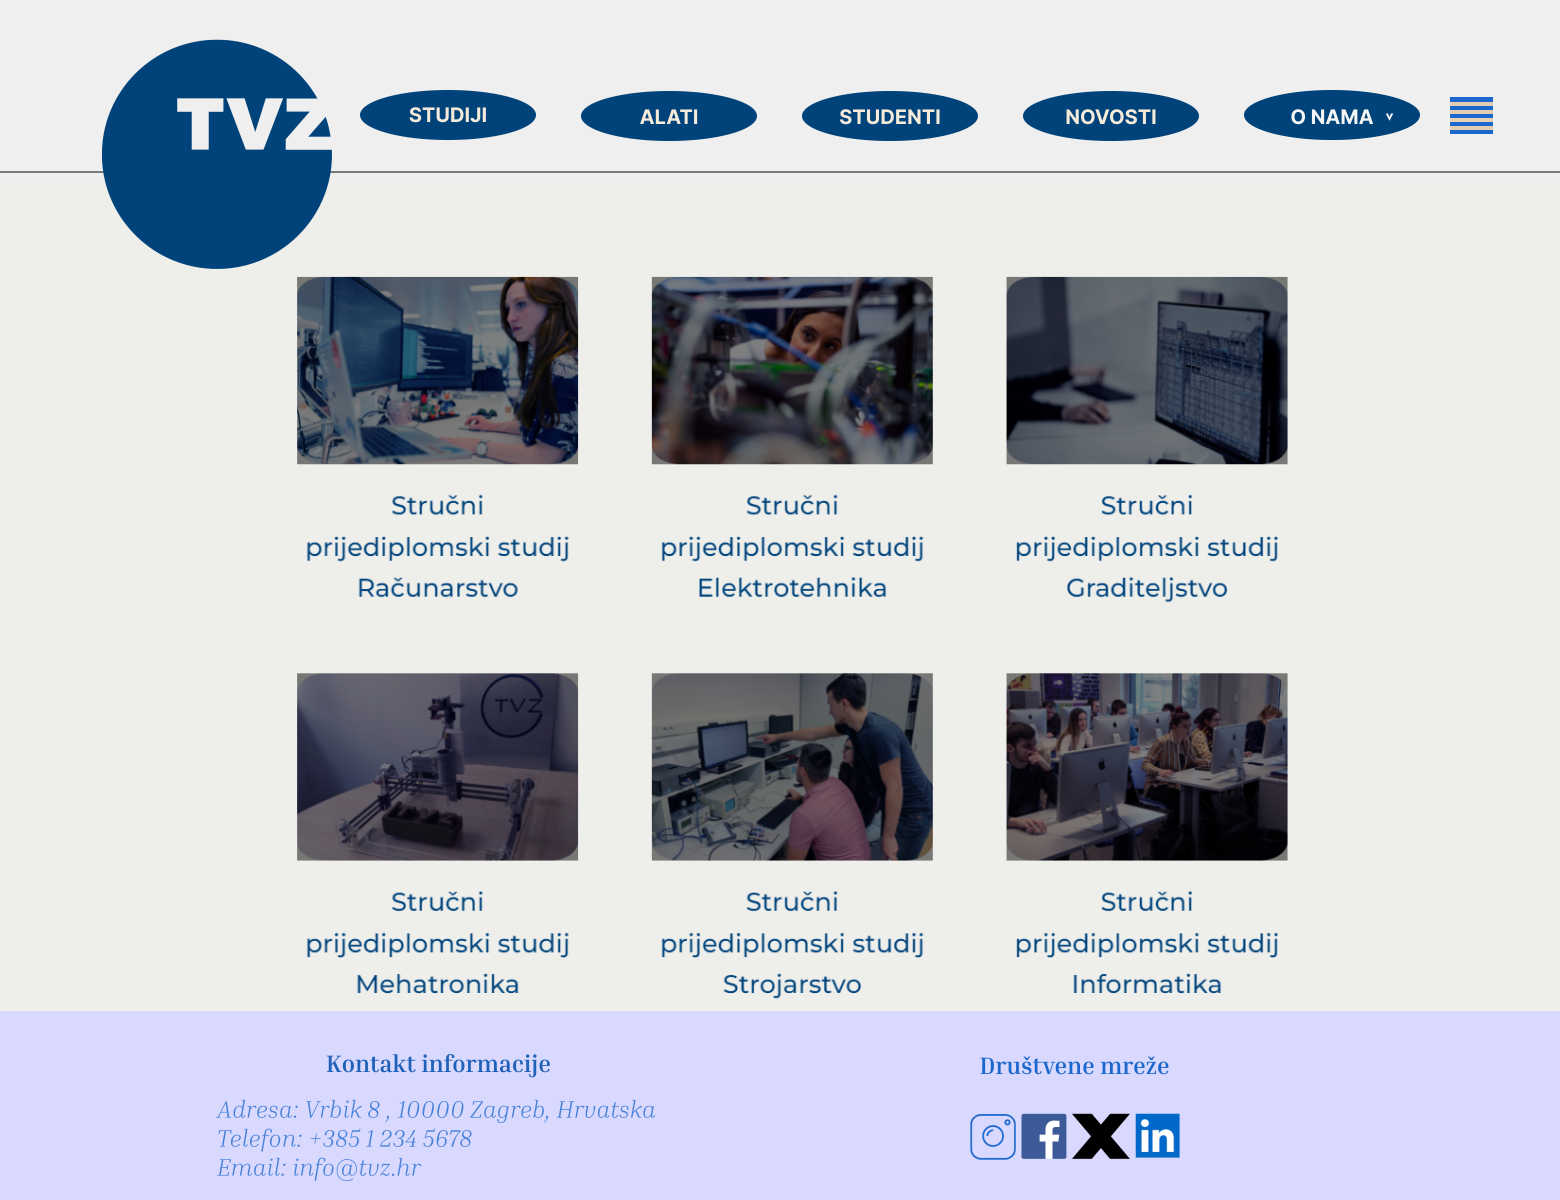 TVZ
STUDIJI
ALATI
STUDENTI
NOVOSTI
O NAMA
Stručni
prijediplomski studij
Računarstvo
Stručni
prijediplomski studij
Elektrotehnika
Stručni
prijediplomski studij
Graditeljstvo
TVZ
Stručni
prijediplomski studij
Mehatronika
Stručni
prijediplomski studij
Strojarstvo
Stručni
prijediplomski studij
Informatika
Kontakt informacije
Adresa: Vrbik 8 , 10000 Zagreb, Hrvatska
Telefon: +385 1 234 5678
Email: info@tvz.hr
Društvene mreže
f
X
in